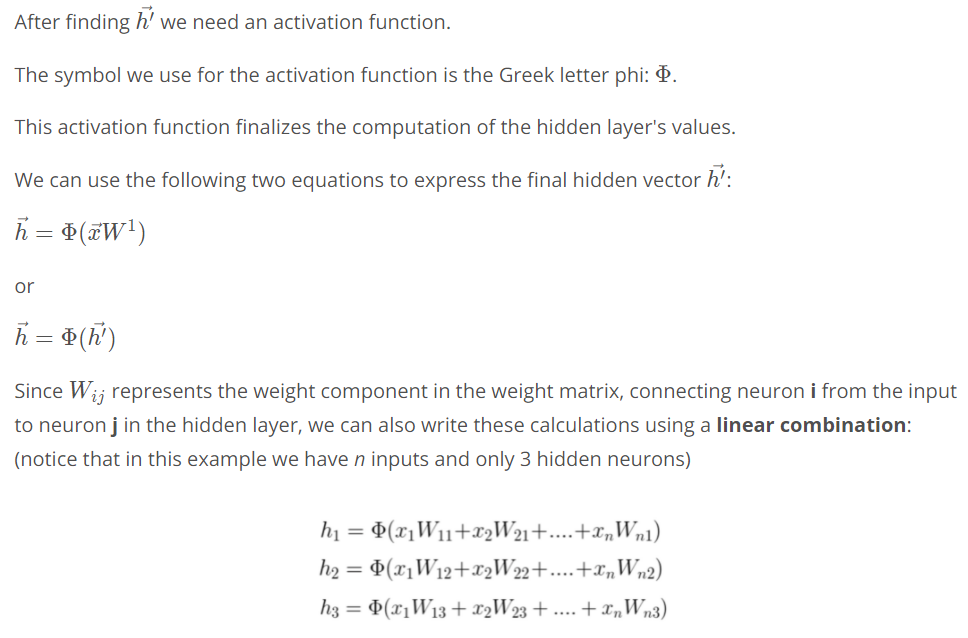 After finding $\vec{h'}$ we need an activation function.
The symbol we use for the activation function is the Greek letter phi: $\Phi$.
This activation function finalizes the computation of the hidden layer's values.
We can use the following two equations to express the final hidden vector $\vec{h'}$:
$\vec{h} = \Phi(\vec{x}W^1)$
or
$\vec{h} = \Phi(\vec{h'})$
Since $W_{ij}$ represents the weight component in the weight matrix, connecting neuron i from the input
to neuron j in the hidden layer, we can also write these calculations using a linear combination:
(notice that in this example we have n inputs and only 3 hidden neurons)
$h_1 = \Phi(x_1W_{11}+x_2W_{21}+....+x_nW_{n1})$
$h_2 = \Phi(x_1W_{12}+x_2W_{22}+....+x_nW_{n2})$
$h_3 = \Phi(x_1W_{13} + x_2W_{23} + .... + x_nW_{n3})$